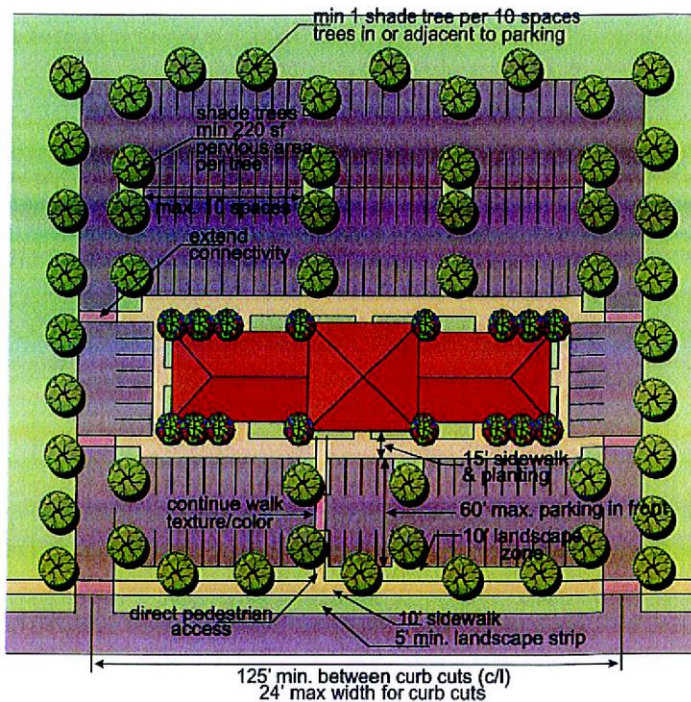 min 1 shade tree per 10 spaces
trees in or adjacent to parking
shade trees
min 220 sf
pervious area
per tree
max. 10 spaces
extend
connectivity
15' sidewalk
& planting
continue walk
texture/color
60' max. parking in front
10' landscape
zone
direct pedestrian
access
10' sidewalk
5' min. landscape strip
125' min. between curb cuts (c/l)
24' max width for curb cuts